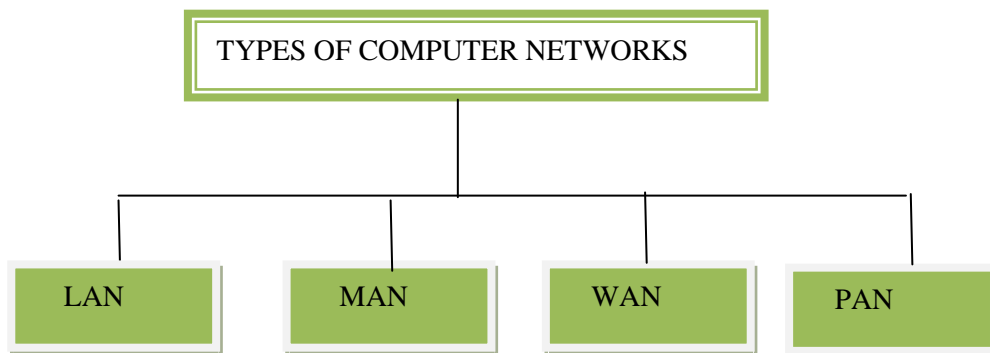 TYPES OF COMPUTER NETWORKS
LAN
MAN
WAN
PAN